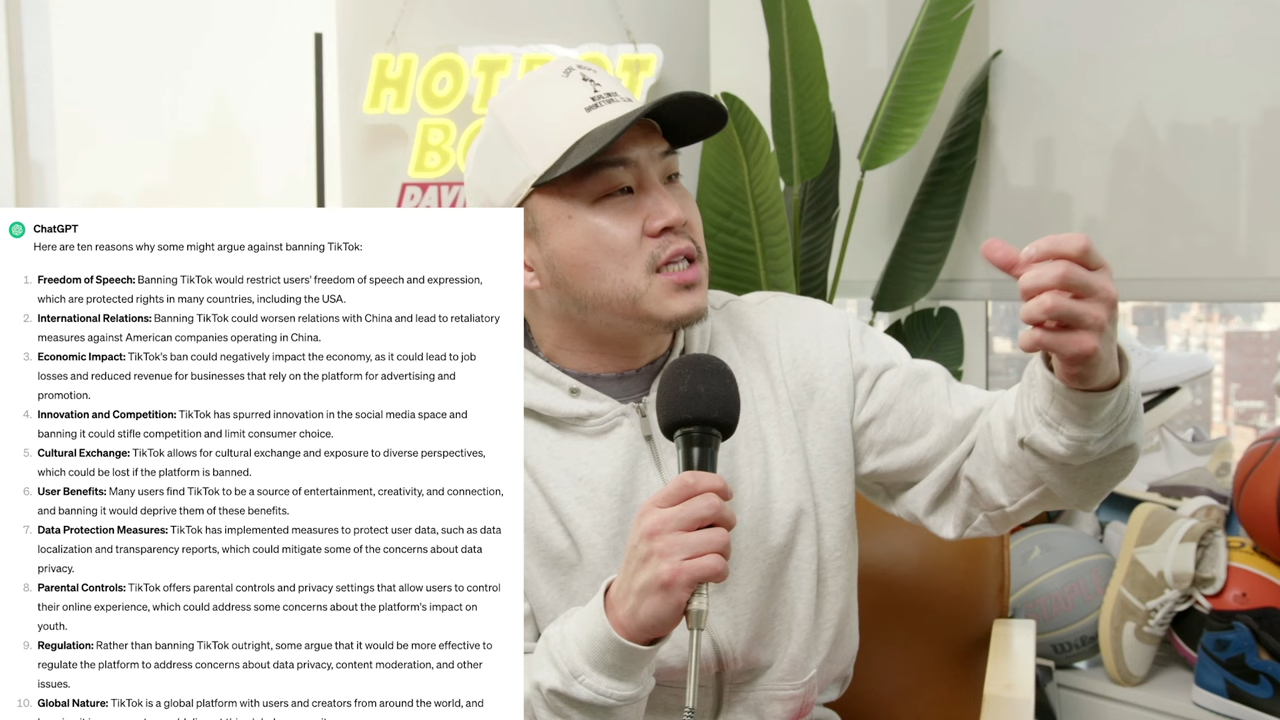 HOT
BO
DAVI
ChatGPT
Here are ten reasons why some might argue against banning TikTok:
1. Freedom of Speech: Banning TikTok would restrict users' freedom of speech and expression,
which are protected rights in many countries, including the USA.
2. International Relations: Banning TikTok could worsen relations with China and lead to retaliatory
measures against American companies operating in China.
3. Economic Impact: TikTok's ban could negatively impact the economy, as it could lead to job
losses and reduced revenue for businesses that rely on the platform for advertising and
promotion.
4. Innovation and Competition: TikTok has spurred innovation in the social media space and
banning it could stifle competition and limit consumer choice.
5. Cultural Exchange: TikTok allows for cultural exchange and exposure to diverse perspectives,
which could be lost if the platform is banned.
6. User Benefits: Many users find TikTok to be a source of entertainment, creativity, and connection,
and banning it would deprive them of these benefits.
7. Data Protection Measures: TikTok has implemented measures to protect user data, such as data
localization and transparency reports, which could mitigate some of the concerns about data
privacy.
8. Parental Controls: TikTok offers parental controls and privacy settings that allow users to control
their online experience, which could address some concerns about the platform's impact on
youth.
9. Regulation: Rather than banning TikTok outright, some argue that it would be more effective to
regulate the platform to address concerns about data privacy, content moderation, and other
issues.
10. Global Nature: TikTok is a global platform with users and creators from around the world, and
WORLDWIDE
BASKETBALL CLUB
STAPLE
Wilson